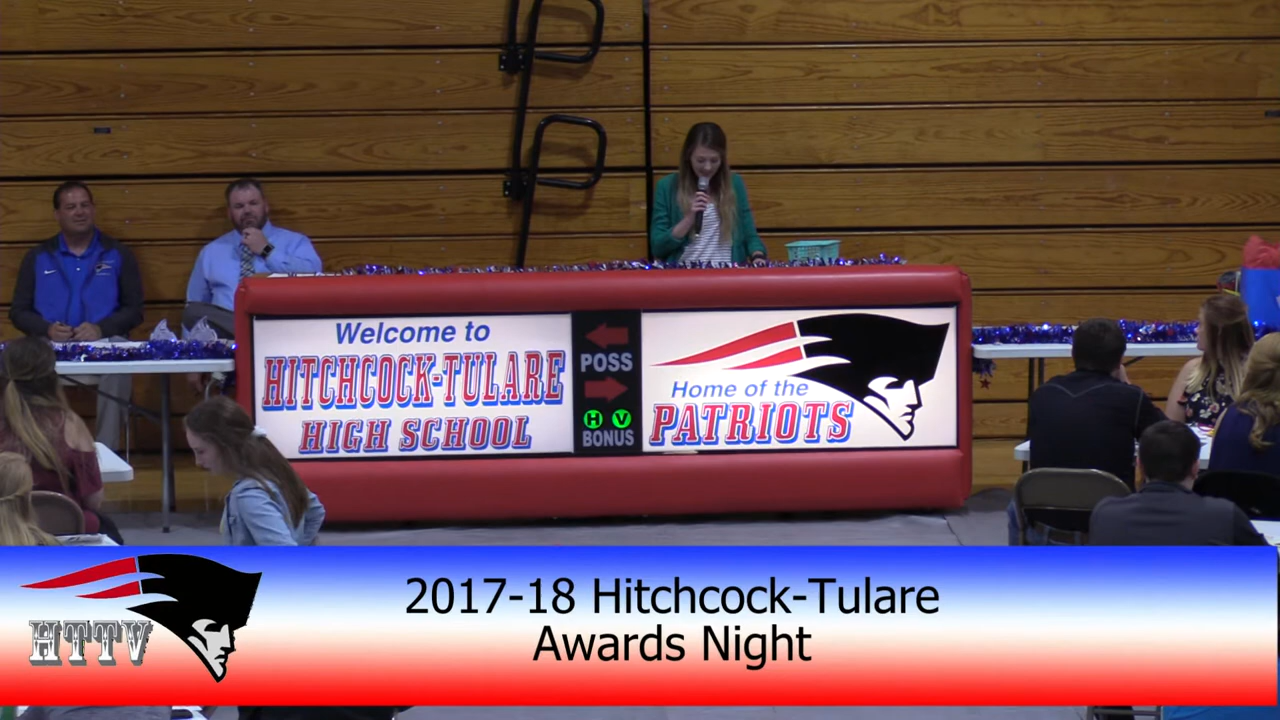 Welcome to
HITCHCOCK-TULARE
HIGH SCHOOL
POSS
H V
BONUS
Home of the
PATRIOTS
HTTV
2017-18 Hitchcock-Tulare
Awards Night